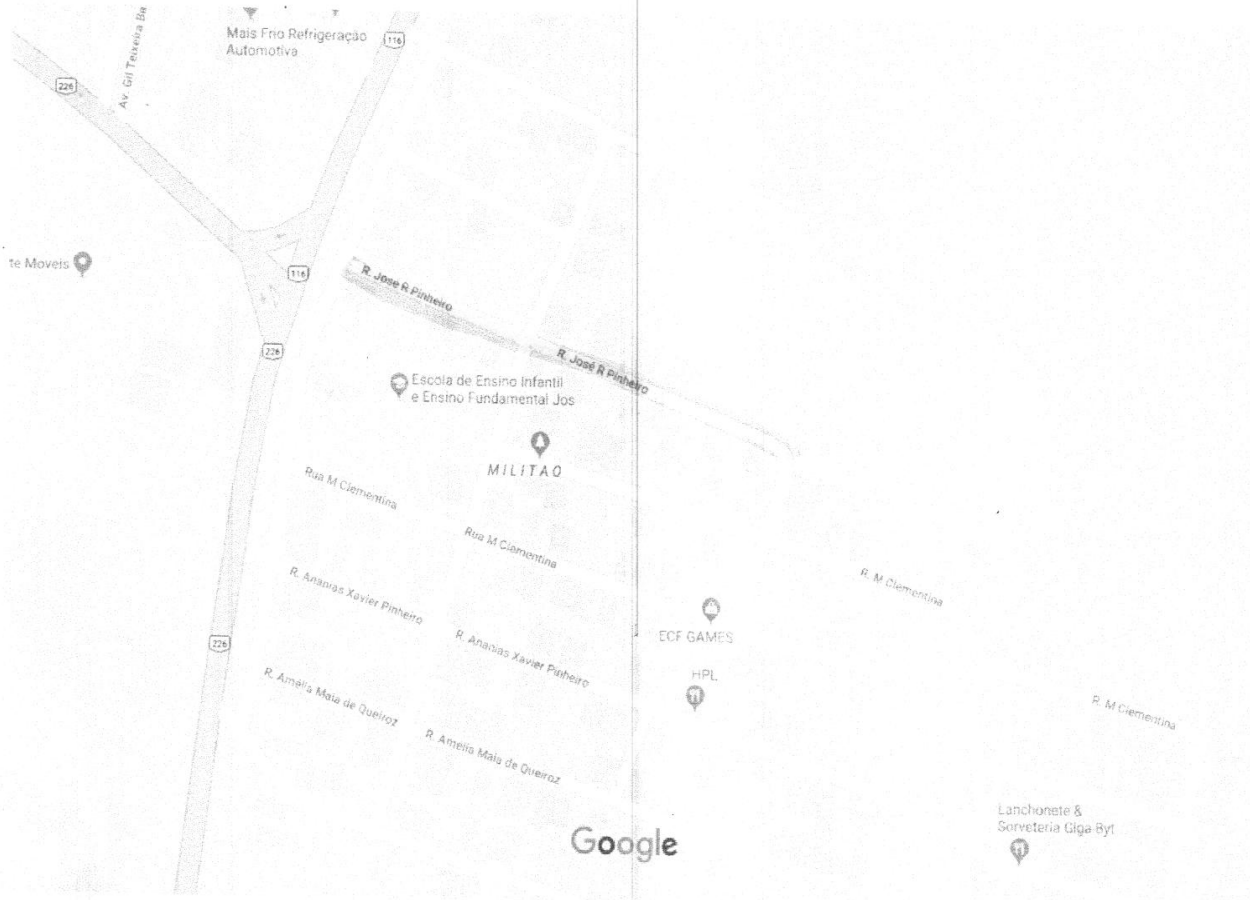 Mais Frio Refrigeração
Automotiva
116
226
Av. Gil Teixeira Ba
te Moveis
116
R. Jose R Pinheiro
226
R. José R Pinheiro
Escola de Ensino Infantil
e Ensino Fundamental Jos
MILITAO
Rua M Clementina
Rua M Clementina
R. M Clementina
R. Ananias Xavier Pinheiro
ECF GAMES
226
R. Ananias Xavier Pinheiro
HPL
R. Amélia Maia de Queiroz
R. M Clementina
R. Amelia Maia de Queiroz
Lanchonete &
Sorveteria Giga Byt
Google